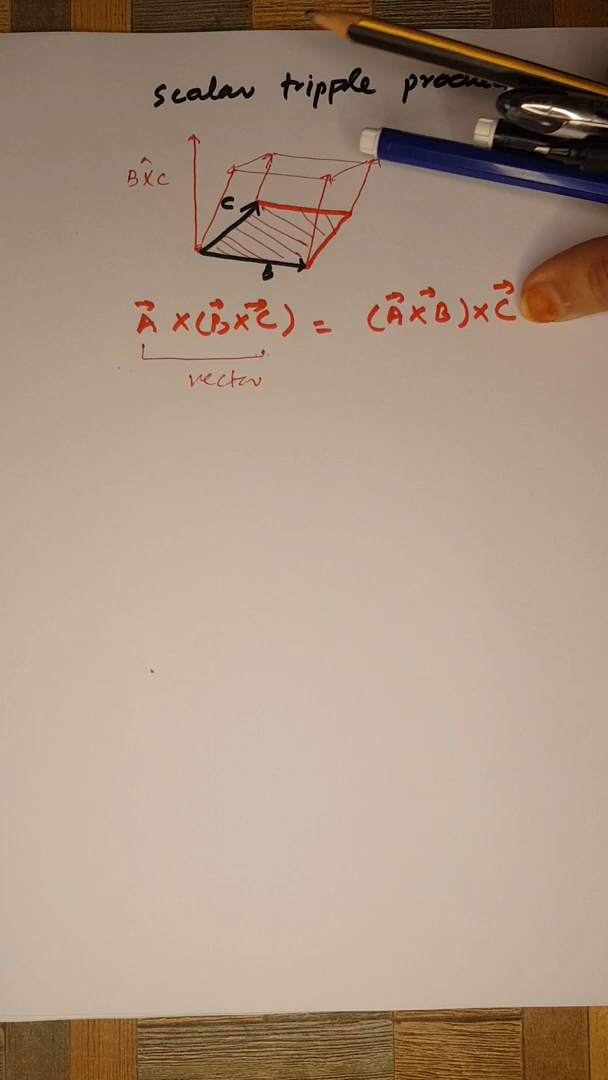 scalar tripple
B×C
C
B
A⃗ ×(B⃗×C⃗) = (A⃗×B⃗)×C⃗
vector